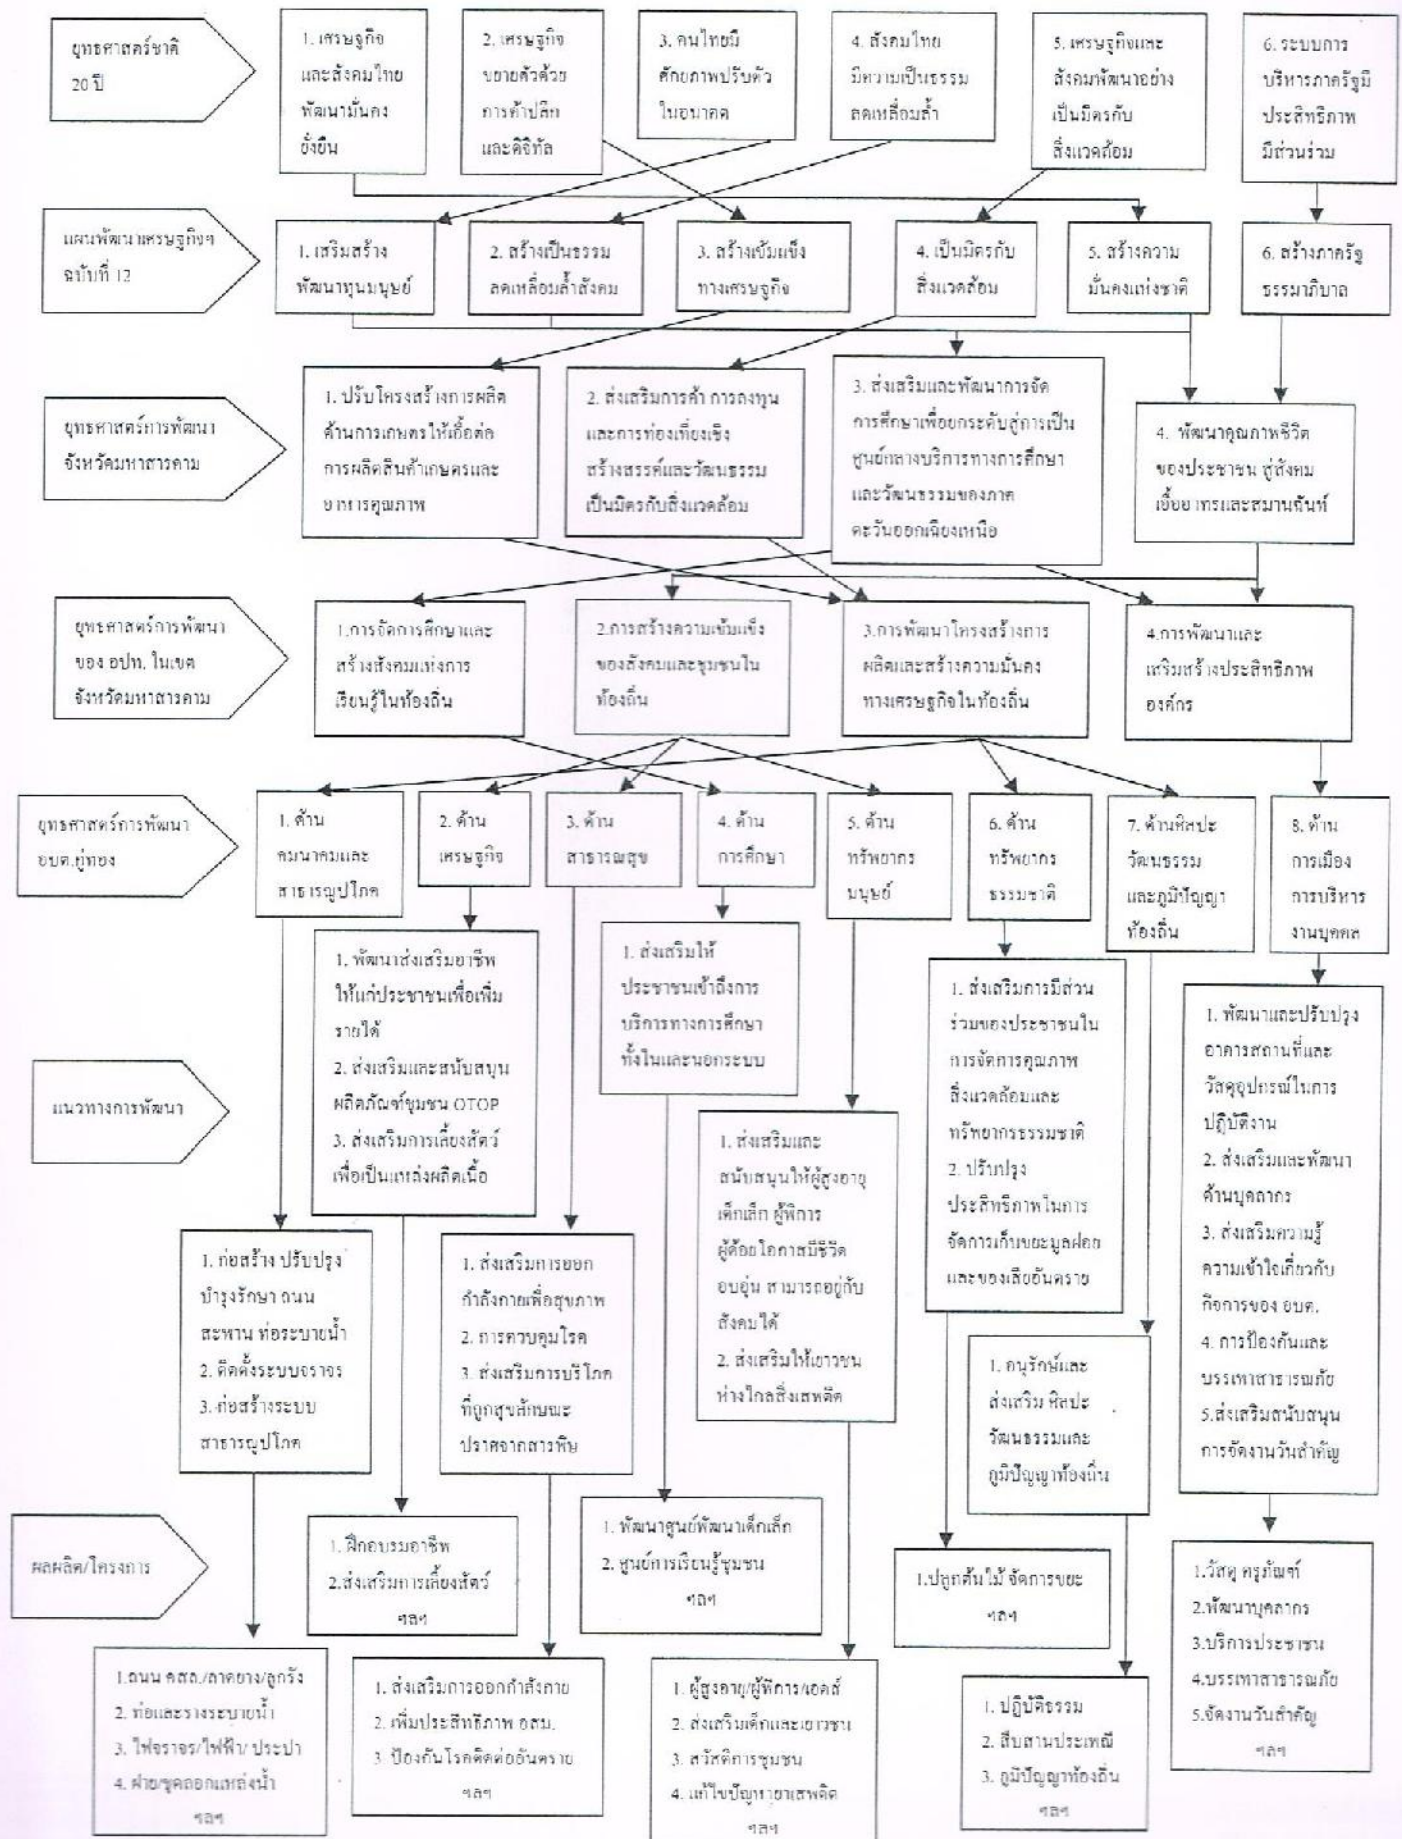 ยุทธศาสตร์ชาติ
20 ปี
1. เศรษฐกิจ
และสังคมไทย
พัฒนามั่นคง
ยั่งยืน
2. เศรษฐกิจ
ขยายตัวด้วย
การค้าปลีก
และดิจิทัล
3. คนไทยมี
ศักยภาพปรับตัว
ในอนาคต
4. สังคมไทย
มีความเป็นธรรม
ลดเหลื่อมล้ำ
5. เศรษฐกิจและ
สังคมพัฒนาอย่าง
เป็นมิตรกับ
สิ่งแวดล้อม
6. ระบบการ
บริหารภาครัฐมี
ประสิทธิภาพ
มีส่วนร่วม
แผนพัฒนาเศรษฐกิจฯ
ฉบับที่ 12
1. เสริมสร้าง
พัฒนาทุนมนุษย์
2. สร้างเป็นธรรม
ลดเหลื่อมล้ำสังคม
3. สร้างเข้มแข็ง
ทางเศรษฐกิจ
4. เป็นมิตรกับ
สิ่งแวดล้อม
5. สร้างความ
มั่นคงแห่งชาติ
6. สร้างภาครัฐ
ธรรมาภิบาล
ยุทธศาสตร์การพัฒนา
จังหวัดมหาสารคาม
1. ปรับโครงสร้างการผลิต
ด้านการเกษตรให้เอื้อต่อ
การผลิตสินค้าเกษตรและ
อาหารคุณภาพ
2. ส่งเสริมการค้า การลงทุน
และการท่องเที่ยงเชิง
สร้างสรรค์และวัฒนธรรม
เป็นมิตรกับสิ่งแวดล้อม
3. ส่งเสริมและพัฒนาการจัด
การศึกษาเพื่อยกระดับสู่การเป็น
ศูนย์กลางบริการทางการศึกษา
และวัฒนธรรมของภาค
ตะวันออกเฉียงเหนือ
4. พัฒนาคุณภาพชีวิต
ของประชาชน สู่สังคม
เอื้ออาทรและสมานฉันท์
ยุทธศาสตร์การพัฒนา
ของ อปท. ในเขต
จังหวัดมหาสารคาม
1.การจัดการศึกษาและ
สร้างสังคมแห่งการ
เรียนรู้ในท้องถิ่น
2.การสร้างความเข้มแข็ง
ของสังคมและชุมชนใน
ท้องถิ่น
3.การพัฒนาโครงสร้างการ
ผลิตและสร้างความมั่นคง
ทางเศรษฐกิจในท้องถิ่น
4.การพัฒนาและ
เสริมสร้างประสิทธิภาพ
องค์กร
ยุทธศาสตร์การพัฒนา
อบต.กู่ทอง
1. ด้าน
คมนาคมและ
สาธารณูปโภค
2. ด้าน
เศรษฐกิจ
3. ด้าน
สาธารณสุข
4. ด้าน
การศึกษา
5. ด้าน
ทรัพยากร
มนุษย์
6. ด้าน
ทรัพยากร
ธรรมชาติ
7. ด้านศิลปะ
วัฒนธรรม
และภูมิปัญญา
ท้องถิ่น
8. ด้าน
การเมือง
การบริหาร
งานบุคคล
แนวทางการพัฒนา
1. พัฒนาส่งเสริมอาชีพ
ให้แก่ประชาชนเพื่อเพิ่ม
รายได้
2. ส่งเสริมและสนับสนุน
ผลิตภัณฑ์ชุมชน OTOP
3. ส่งเสริมการเลี้ยงสัตว์
เพื่อเป็นแหล่งผลิตเนื้อ
1. ส่งเสริมให้
ประชาชนเข้าถึงการ
บริการทางการศึกษา
ทั้งในและนอกระบบ
1. ส่งเสริมการมีส่วน
ร่วมของประชาชนใน
การจัดการคุณภาพ
สิ่งแวดล้อมและ
ทรัพยากรธรรมชาติ
2. ปรับปรุง
ประสิทธิภาพในการ
จัดการเก็บขยะมูลฝอย
และของเสียอันตราย
1. พัฒนาและปรับปรุง
อาคารสถานที่และ
วัสดุอุปกรณ์ในการ
ปฏิบัติงาน
2. ส่งเสริมและพัฒนา
ด้านบุคลากร
3. ส่งเสริมความรู้
ความเข้าใจเกี่ยวกับ
กิจการของ อบต.
4. การป้องกันและ
บรรเทาสาธารณภัย
5.ส่งเสริมสนับสนุน
การจัดงานวันสำคัญ
1. ก่อสร้าง ปรับปรุง
บำรุงรักษา ถนน
สะพาน ท่อระบายน้ำ
2. ติดตั้งระบบจราจร
3. ก่อสร้างระบบ
สาธารณูปโภค
1. ส่งเสริมการออก
กำลังกายเพื่อสุขภาพ
2. การควบคุมโรค
3. ส่งเสริมการบริโภค
ที่ถูกสุขลักษณะ
ปราศจากสารพิษ
1. ส่งเสริมและ
สนับสนุนให้ผู้สูงอายุ
เด็กเล็ก ผู้พิการ
ผู้ด้อยโอกาสมีชีวิต
อบอุ่น สามารถอยู่กับ
สังคมได้
2. ส่งเสริมให้เยาวชน
ห่างไกลสิ่งเสพติด
1. อนุรักษ์และ
ส่งเสริม ศิลปะ
วัฒนธรรมและ
ภูมิปัญญาท้องถิ่น
ผลผลิต/โครงการ
1. ฝึกอบรมอาชีพ
2.ส่งเสริมการเลี้ยงสัตว์
ฯลฯ
1. พัฒนาศูนย์พัฒนาเด็กเล็ก
2. ศูนย์การเรียนรู้ชุมชน
ฯลฯ
1.ปลูกต้นไม้ จัดการขยะ
ฯลฯ
1.วัสดุ ครุภัณฑ์
2.พัฒนาบุคลากร
3.บริการประชาชน
4.บรรเทาสาธารณภัย
5.จัดงานวันสำคัญ
ฯลฯ
1.ถนน คสล./ลาดยาง/ลูกรัง
2. ท่อและรางระบายน้ำ
3. ไฟจราจร/ไฟฟ้า/ ประปา
4. ฝาย/ขุดลอกแหล่งน้ำ
ฯลฯ
1. ส่งเสริมการออกกำลังกาย
2. เพิ่มประสิทธิภาพ อสม.
3. ป้องกันโรคติดต่ออันตราย
ฯลฯ
1. ผู้สูงอายุ/ผู้พิการ/เอดส์
2. ส่งเสริมเด็กและเยาวชน
3. สวัสดิการชุมชน
4. แก้ไขปัญหายาเสพติด
ฯลฯ
1. ปฏิบัติธรรม
2. สืบสานประเพณี
3. ภูมิปัญญาท้องถิ่น
ฯลฯ